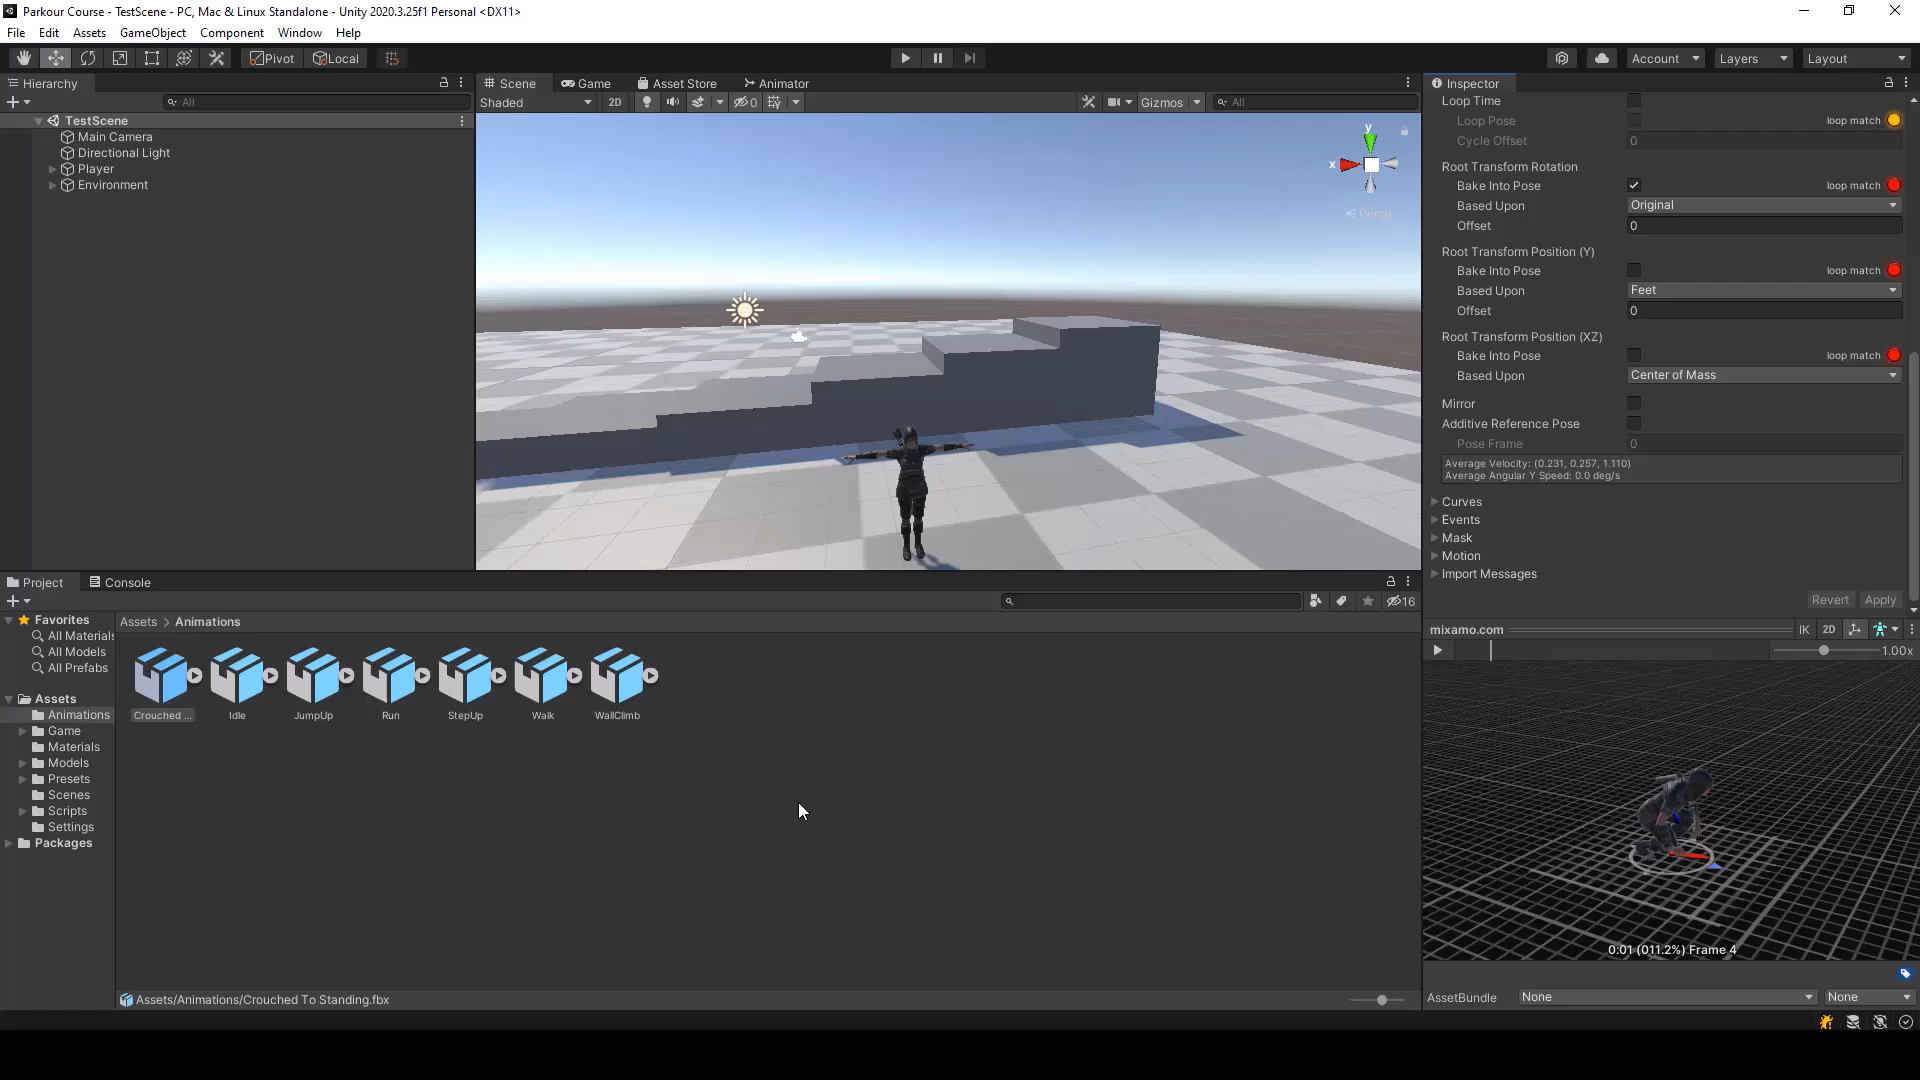 Parkour Course - TestScene - PC, Mac & Linux Standalone - Unity 2020.3.25f1 Personal <DX11>
File Edit Assets GameObject Component Window Help
Pivot Local Account Layers Layout
Hierarchy
All
TestScene
Main Camera
Directional Light
Player
Environment
Scene Game Asset Store Animator
Shaded 2D 0 Gizmos All
y
x
Persp
Inspector
Loop Time
Loop Pose loop match
Cycle Offset 0
Root Transform Rotation
Bake Into Pose loop match
Based Upon Original
Offset 0
Root Transform Position (Y)
Bake Into Pose loop match
Based Upon Feet
Offset 0
Root Transform Position (XZ)
Bake Into Pose loop match
Based Upon Center of Mass
Mirror
Additive Reference Pose
Pose Frame 0
Average Velocity: (0.231, 0.257, 1.110)
Average Angular Y Speed: 0.0 deg/s
Curves
Events
Mask
Motion
Import Messages
Revert Apply
mixamo.com IK 2D
1.00x
0:01 (011.2%) Frame 4
AssetBundle None None
Project Console
16
Favorites
All Materials
All Models
All Prefabs
Assets
Animations
Game
Materials
Models
Presets
Scenes
Scripts
Settings
Packages
Assets > Animations
Crouched ... Idle JumpUp Run StepUp Walk WallClimb
Assets/Animations/Crouched To Standing.fbx